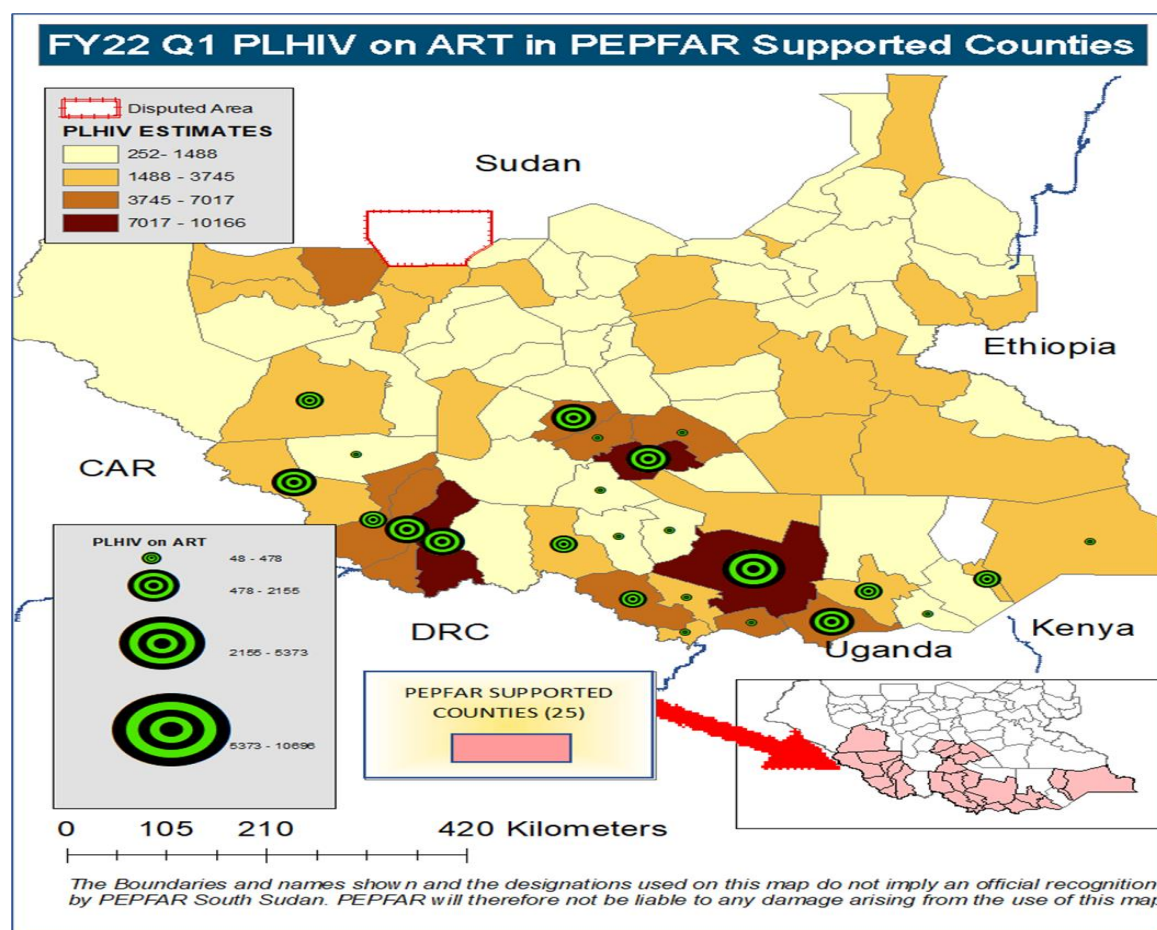 FY22 Q1 PLHIV on ART in PEPFAR Supported Counties
Disputed Area
PLHIV ESTIMATES
252- 1488
1488 - 3745
3745 - 7017
7017 - 10166
Sudan
Ethiopia
CAR
DRC
Uganda
Kenya
PLHIV on ART
48 - 478
478 - 2155
2155 - 5373
5373 - 10696
PEPFAR SUPPORTED
COUNTIES (25)
0 105 210 420 Kilometers
The Boundaries and names shown and the designations used on this map do not imply an official recognition
by PEPFAR South Sudan. PEPFAR will therefore not be liable to any damage arising from the use of this map